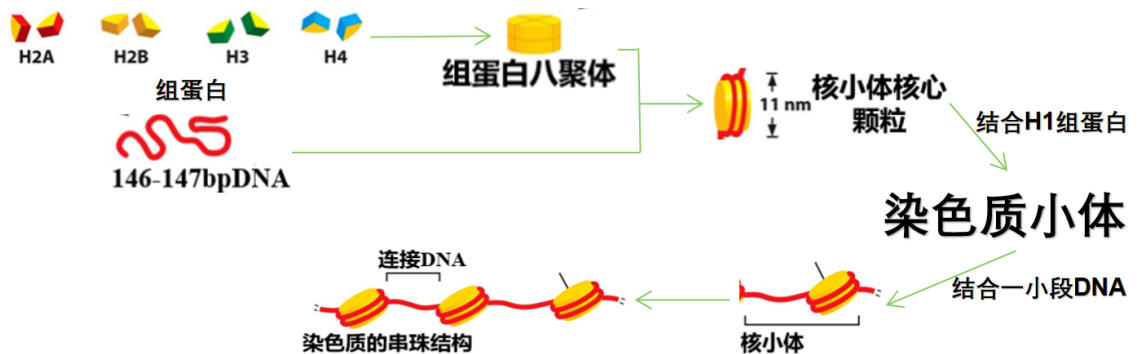 H2A
H2B
H3
H4
组蛋白
组蛋白八聚体
146-147bpDNA
11 nm
核小体核心
颗粒
结合H1组蛋白
染色质小体
结合一小段DNA
核小体
连接DNA
染色质的串珠结构